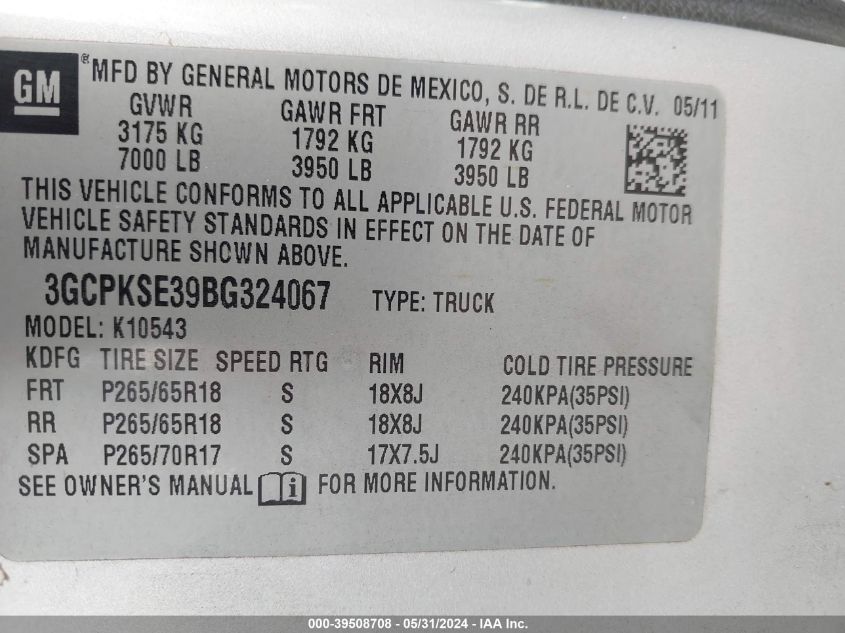 GM
® MFD BY GENERAL MOTORS DE MEXICO, S. DE R.L. DE C.V. 05/11
GVWR GAWR FRT GAWR RR
3175 KG 1792 KG 1792 KG
7000 LB 3950 LB 3950 LB
THIS VEHICLE CONFORMS TO ALL APPLICABLE U.S. FEDERAL MOTOR
VEHICLE SAFETY STANDARDS IN EFFECT ON THE DATE OF
MANUFACTURE SHOWN ABOVE.
3GCPKSE39BG324067 TYPE: TRUCK
MODEL: K10543
KDFG TIRE SIZE SPEED RTG RIM COLD TIRE PRESSURE
FRT P265/65R18 S 18X8J 240KPA(35PSI)
RR P265/65R18 S 18X8J 240KPA(35PSI)
SPA P265/70R17 S 17X7.5J 240KPA(35PSI)
SEE OWNER'S MANUAL i FOR MORE INFORMATION.
000-39508708 - 05/31/2024 - IAA Inc.